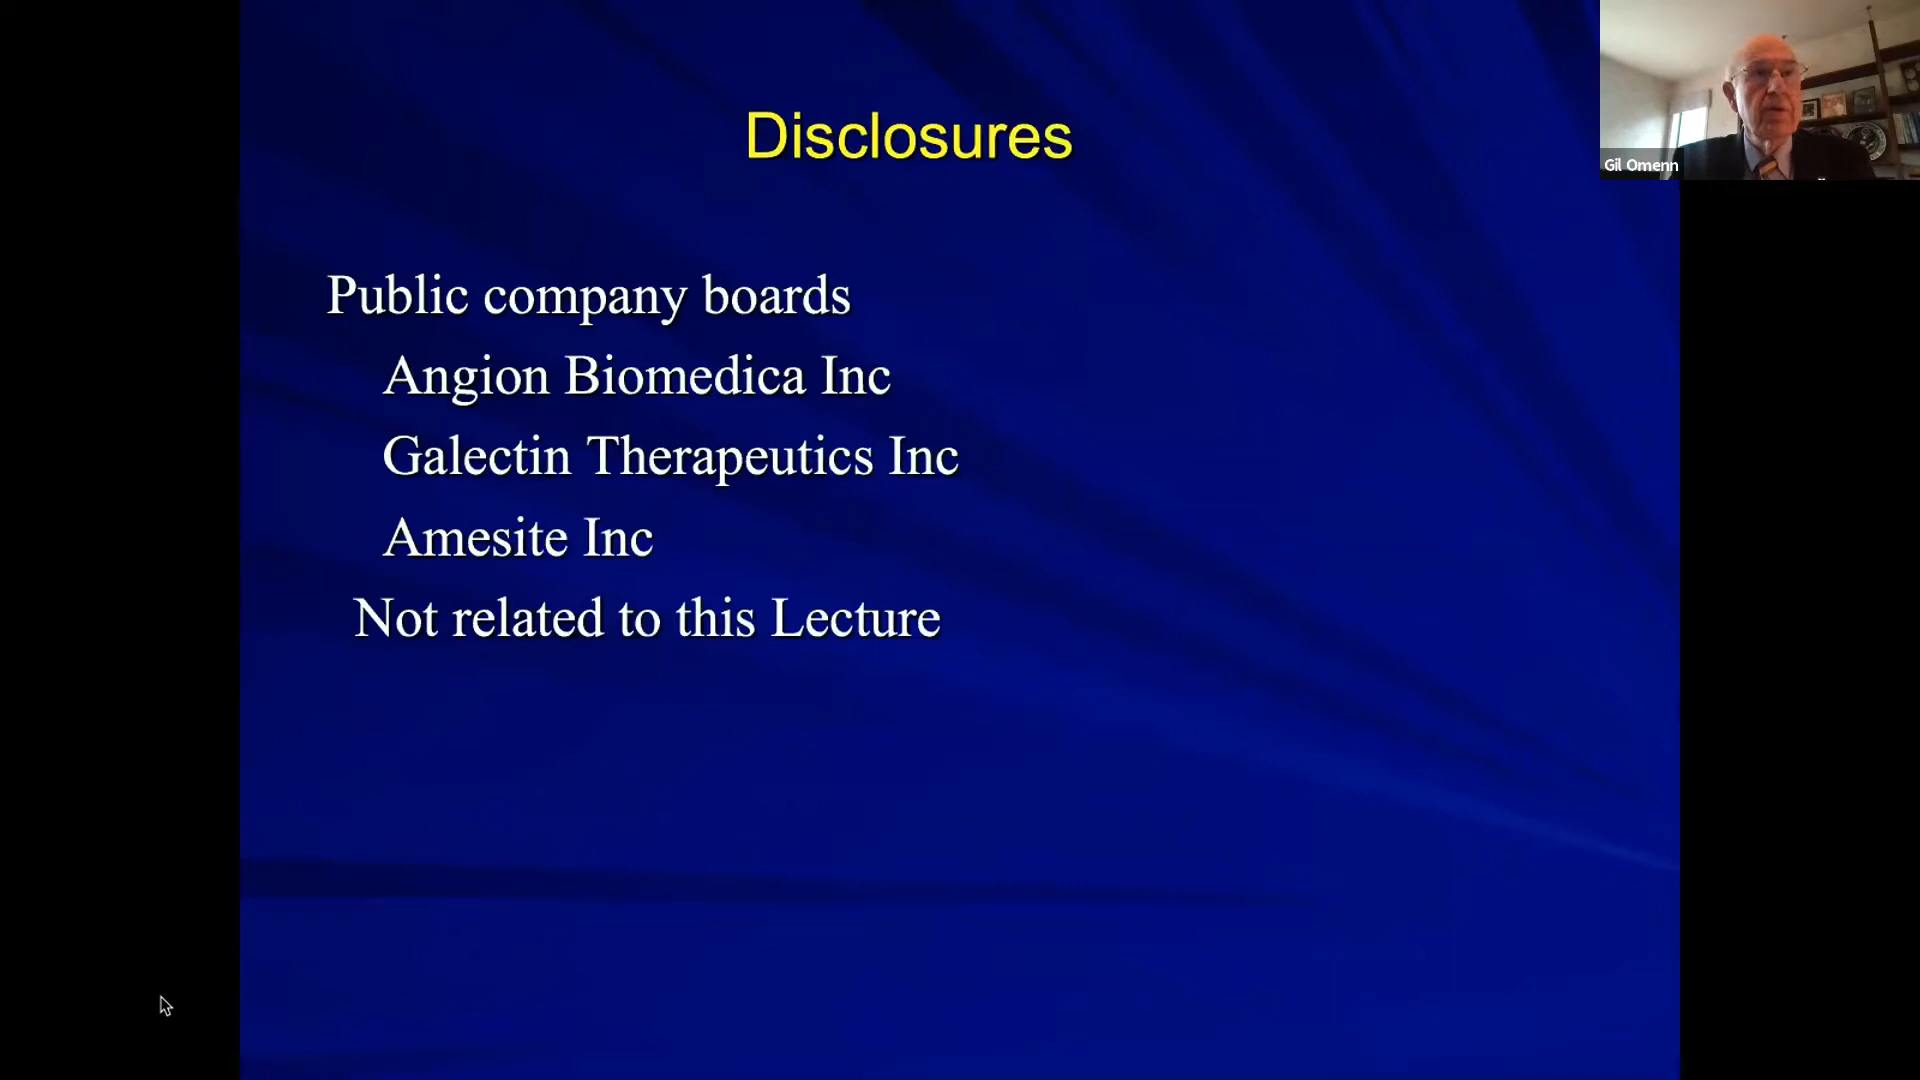 Disclosures
Gil Omenn
Public company boards
Angion Biomedica Inc
Galectin Therapeutics Inc
Amesite Inc
Not related to this Lecture